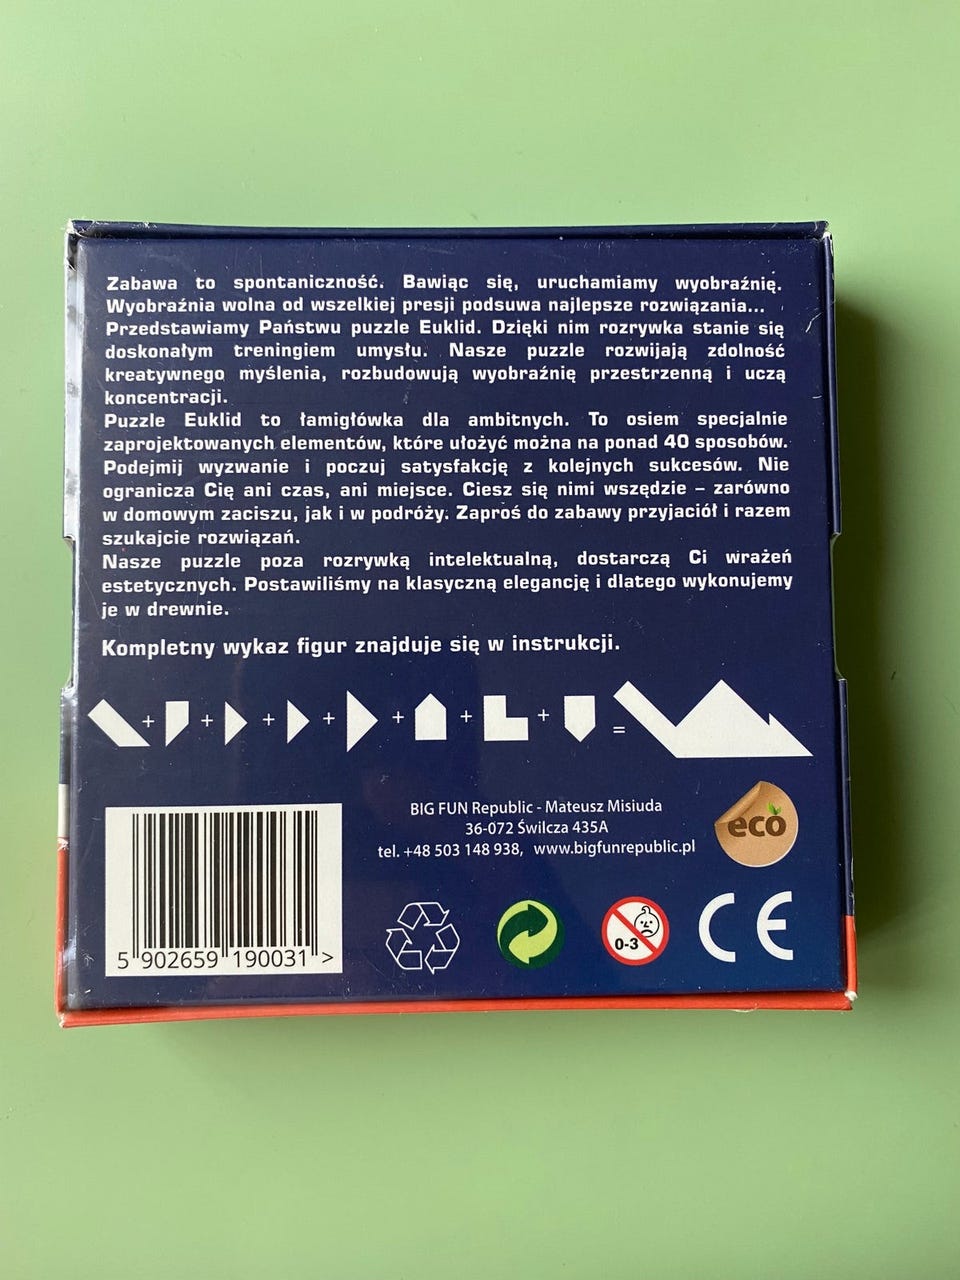 Zabawa to spontaniczność. Bawiąc się, uruchamiamy wyobraźnię.
Wyobraźnia wolna od wszelkiej presji podsuwa najlepsze rozwiązania...
Przedstawiamy Państwu puzzle Euklid. Dzięki nim rozrywka stanie się
doskonałym treningiem umysłu. Nasze puzzle rozwijają zdolność
kreatywnego myślenia, rozbudowują wyobraźnię przestrzenną i uczą
koncentracji.
Puzzle Euklid to łamigłówka dla ambitnych. To osiem specjalnie
zaprojektowanych elementów, które ułożyć można na ponad 40 sposobów.
Podejmij wyzwanie i poczuj satysfakcję z kolejnych sukcesów. Nie
ogranicza Cię ani czas, ani miejsce. Ciesz się nimi wszędzie – zarówno
w domowym zaciszu, jak i w podróży. Zaproś do zabawy przyjaciół i razem
szukajcie rozwiązań.
Nasze puzzle poza rozrywką intelektualną, dostarczą Ci wrażeń
estetycznych. Postawiliśmy na klasyczną elegancję i dlatego wykonujemy
je w drewnie.
Kompletny wykaz figur znajduje się w instrukcji.
+ + + + + + + =
BIG FUN Republic - Mateusz Misiuda
36-072 Świlcza 435A
tel. +48 503 148 938, www.bigfunrepublic.pl
eco
5 902659 190031 >
0-3
CE